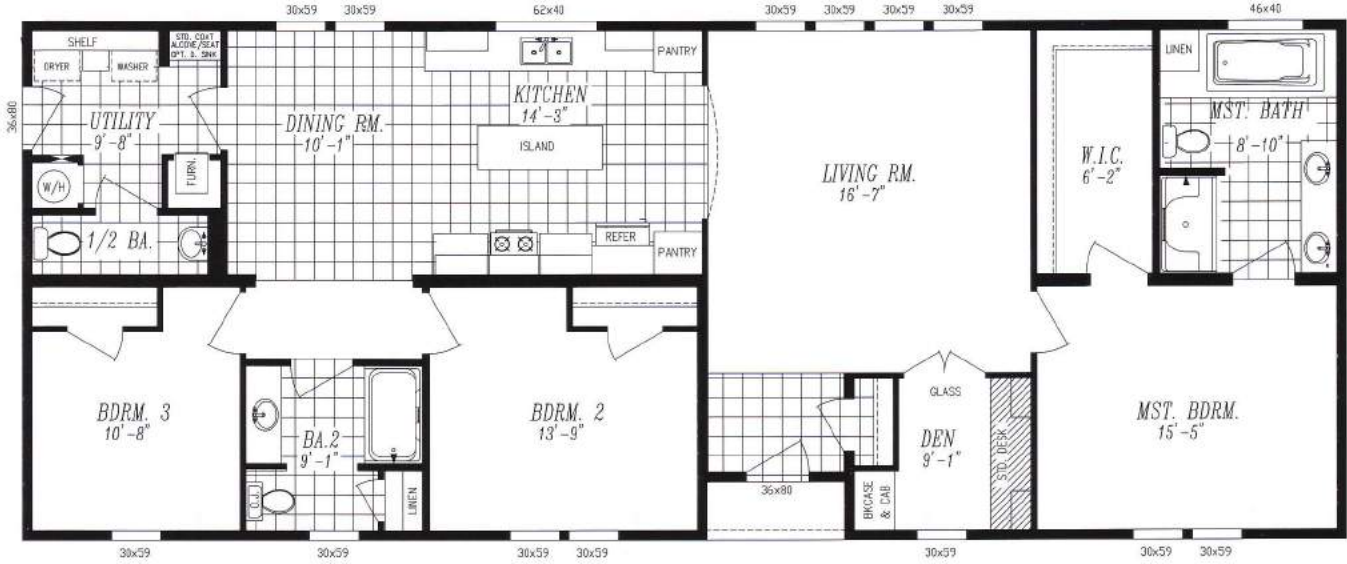 30x59 30x59 62x40 30x59 30x59 30x59 46x40
SHELF
DRYER WASHER
STD. COAT
ALCOVE/SEAT
OPT. D. SINK
36x80
UTILITY
9'-8"
W/H
FURN.
1/2 BA.
DINING RM.
10'-1"
KITCHEN
14'-3"
ISLAND
PANTRY
REFER
PANTRY
LIVING RM.
16'-7"
W.I.C.
6'-2"
LINEN
MST. BATH
8'-10"
BDRM. 3
10'-8"
BA.2
9'-1"
O.J.
LINEN
BDRM. 2
13'-9"
36x80
BKCASE
& CAB
GLASS
DEN
9'-1"
STD. DESK
MST. BDRM.
15'-5"
30x59 30x59 30x59 30x59 30x59 30x59 30x59